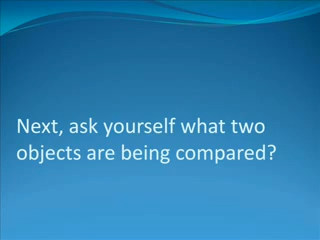 Next, ask yourself what two
objects are being compared?